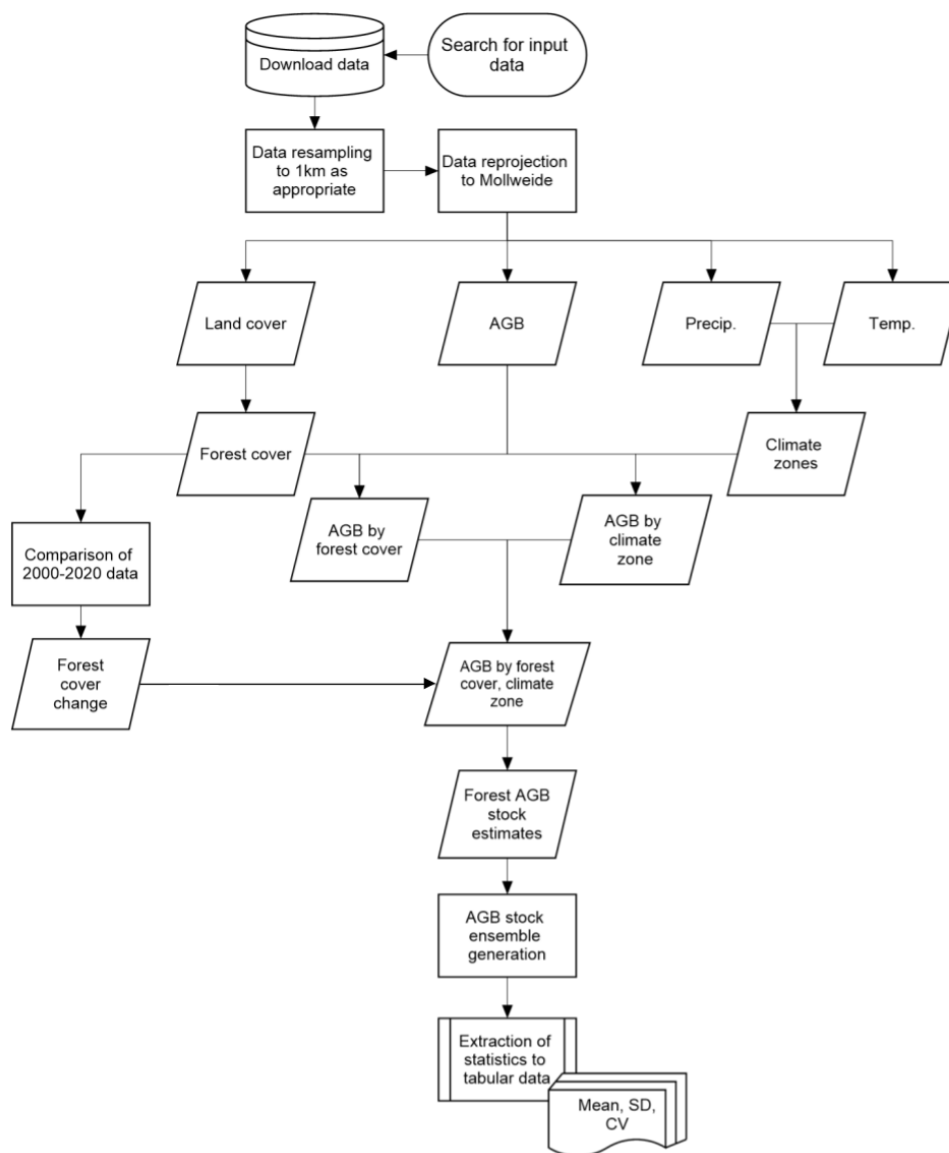 Search for input
data
Download data
Data resampling
to 1km as
appropriate
Data reprojection
to Mollweide
Land cover
AGB
Precip.
Temp.
Forest cover
Climate
zones
AGB by
forest cover
AGB by
climate
zone
Comparison of
2000-2020 data
Forest
cover
change
AGB by forest
cover, climate
zone
Forest AGB
stock
estimates
AGB stock
ensemble
generation
Extraction of
statistics to
tabular data
Mean, SD,
CV